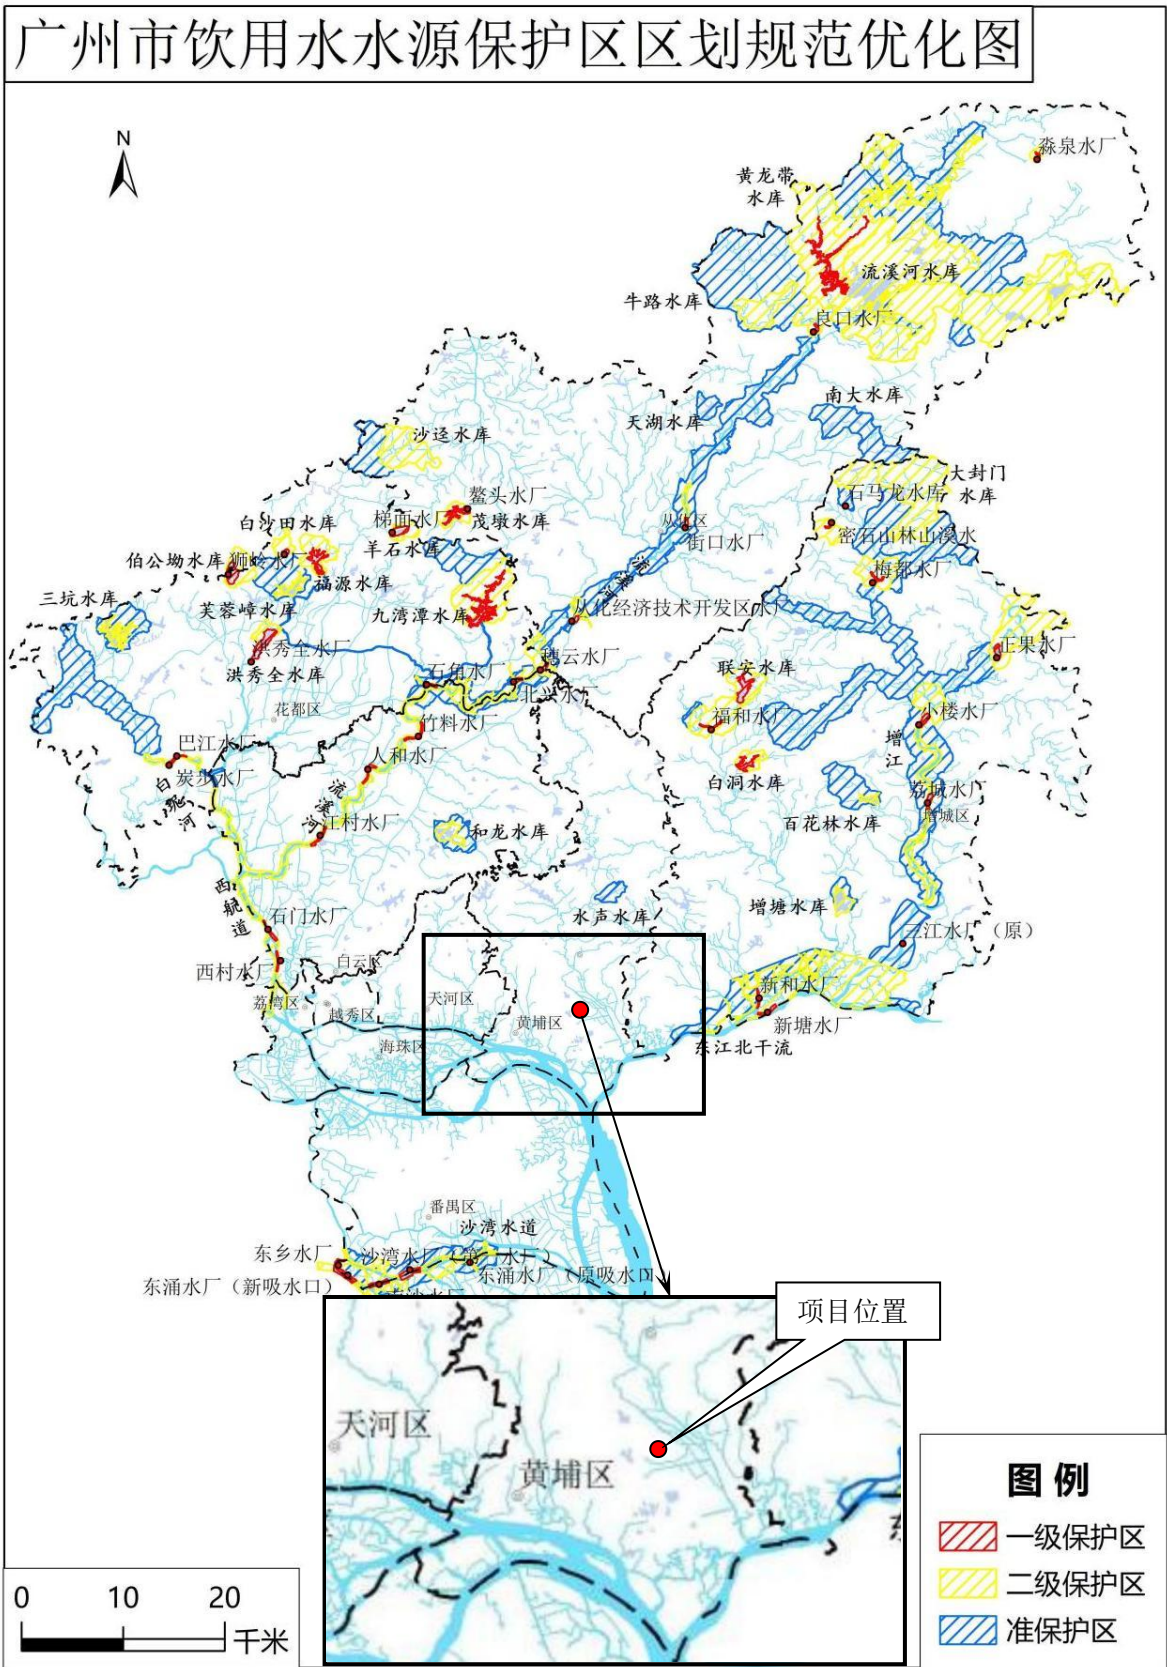 广州市饮用水水源保护区区划规范优化图
N
淼泉水厂
黄龙带
水库
流溪河水库
牛路水库
良口水厂
南大水库
天湖水库
沙迳水库
大封门
水库
石马龙水库
鳌头水厂
梯面水厂
茂墩水库
白沙田水库
从化区
街口水厂
密石山林山溪水
羊石水库
伯公坳水库
狮岭水厂
福源水库
梅都水厂
流溪河
三坑水库
芙蓉嶂水库
九湾潭水库
从化经济技术开发区水厂
洪秀全水厂
洪秀全水库
石角水厂
穗云水厂
北兴水厂
联安水库
正果水厂
花都区
竹料水厂
福和水厂
小楼水厂
增江
巴江水厂
炭步水厂
人和水厂
白坭河
流溪河
白洞水库
荔城水厂
增城区
江村水厂
和龙水库
百花林水库
西航道
石门水厂
水声水库
增塘水库
三江水厂（原）
西村水厂
白云区
荔湾区
越秀区
天河区
黄埔区
新和水厂
新塘水厂
海珠区
东江北干流
番禺区
沙湾水道
东乡水厂
沙湾水厂（第一水厂）
东涌水厂（新吸水口）
东涌水厂（原吸水口
南沙水厂
项目位置
天河区
黄埔区
图例
一级保护区
二级保护区
准保护区
0 10 20
千米